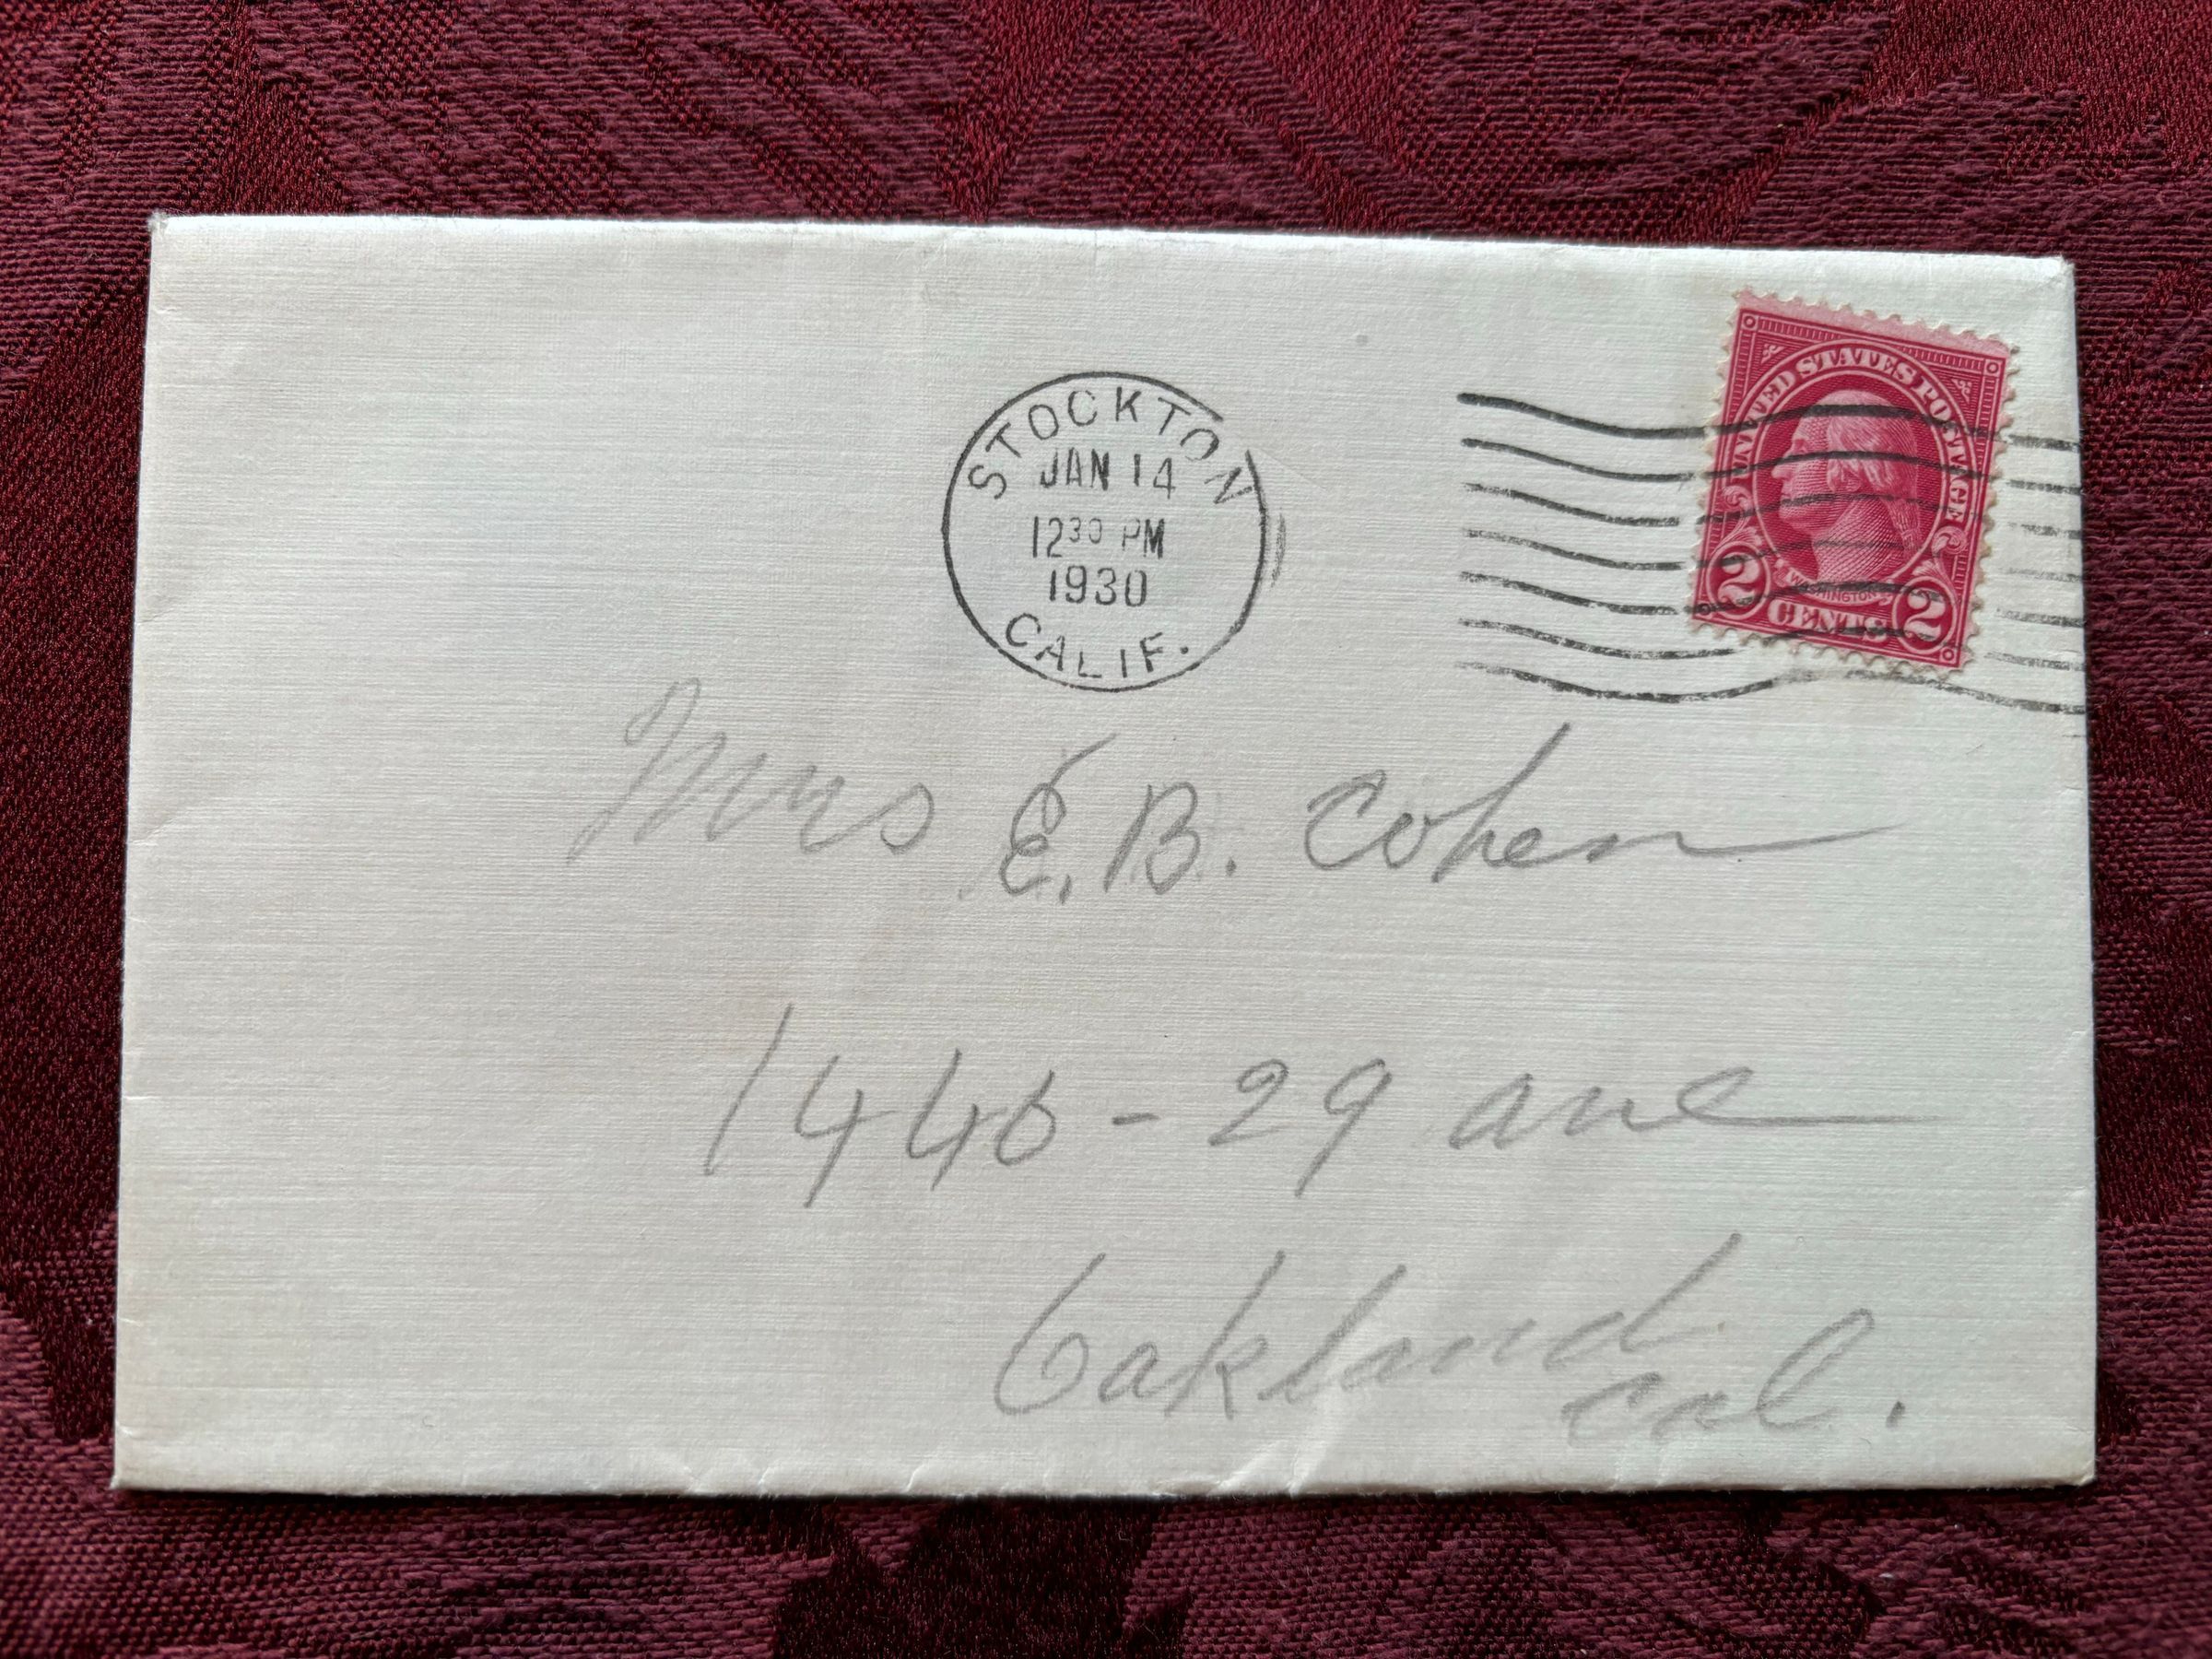 STOCKTON
JAN 14
12 30 PM
1930
CALIF.
UNITED STATES POSTAGE
WASHINGTON
2 CENTS 2
Mrs E. B. Cohen
1446 - 29 ave
Oakland
Cal.